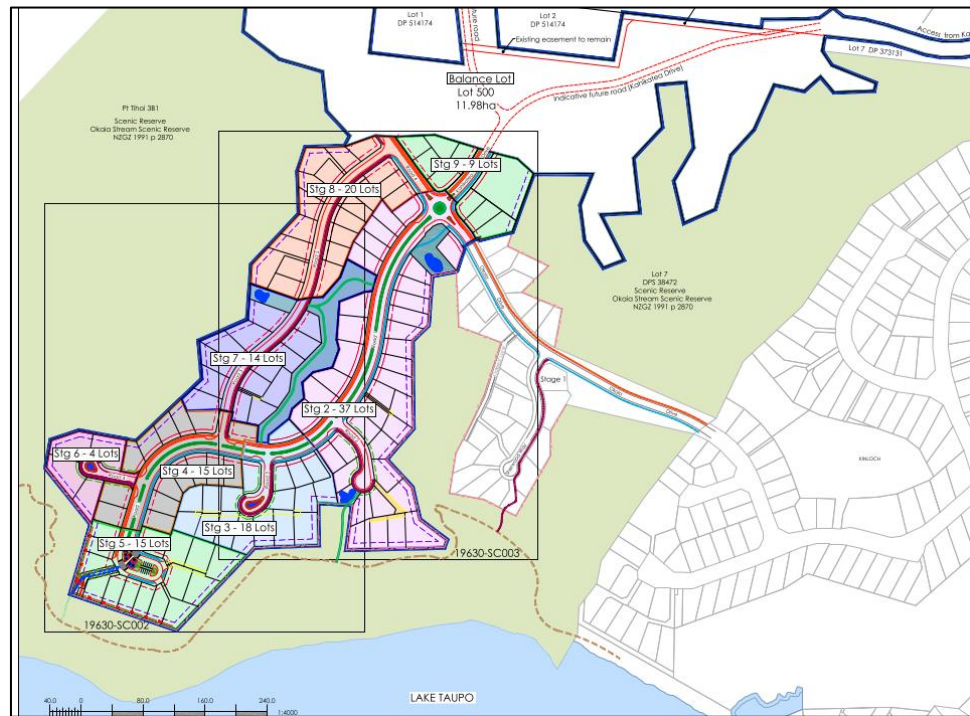 Lot 1
DP 514174
Lot 2
DP 514174
Existing easement to remain
Lot 7 DP 373131
Balance Lot
Lot 500
11.98ha
Indicative future road (Kahikatea Drive)
Pt Tihoi 3B1
Scenic Reserve
Okaia Stream Scenic Reserve
NZGZ 1991 p 2870
Stg 9 - 9 Lots
Stg 8 - 20 Lots
Lot 7
DPS 38472
Scenic Reserve
Okaia Stream Scenic Reserve
NZGZ 1991 p 2870
Stg 7 - 14 Lots
Stage 1
Stg 2 - 37 Lots
Okaia
Drive
KINLOCH
Stg 6 - 4 Lots
Stg 4 - 15 Lots
Stg 3 - 18 Lots
Stg 5 - 15 Lots
19630-SC003
19630-SC002
40.0 0 80.0 160.0 240.0
1:4000
LAKE TAUPO